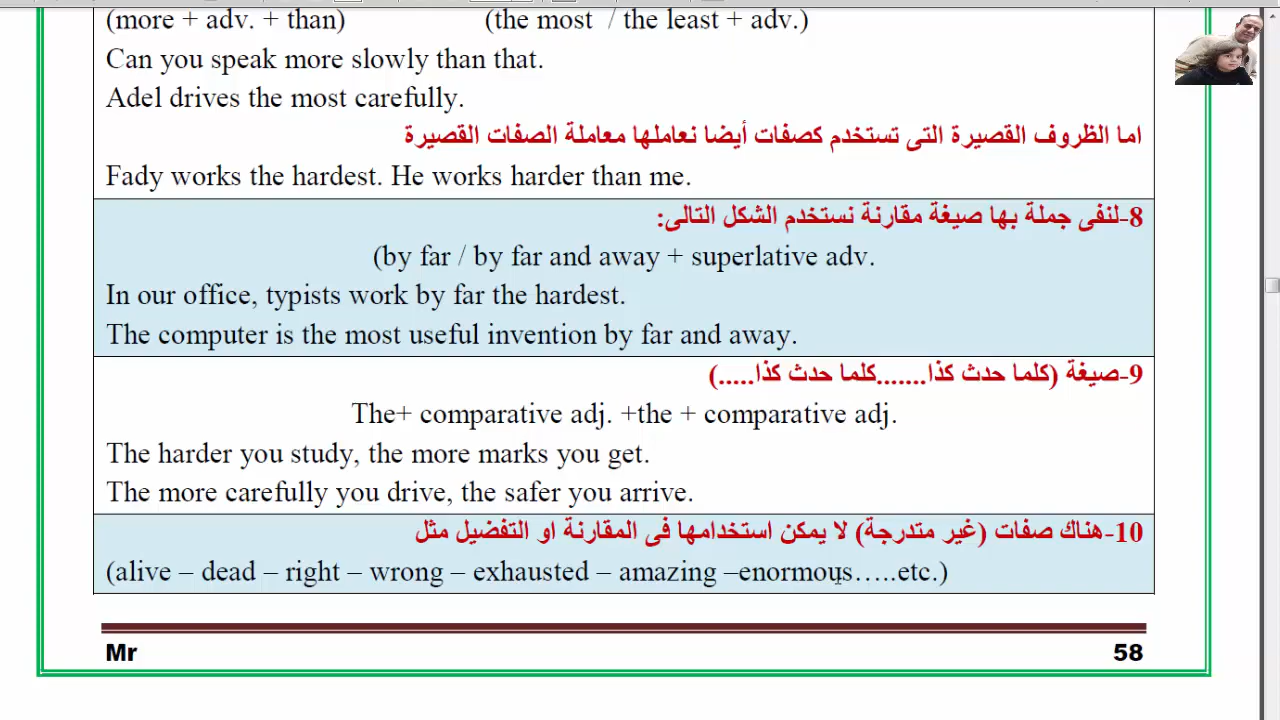 (more + adv. + than) (the most / the least + adv.)
Can you speak more slowly than that.
Adel drives the most carefully.
اما الظروف القصيرة التى تستخدم كصفات أيضا نعاملها معاملة الصفات القصيرة
Fady works the hardest. He works harder than me.
8-لنفى جملة بها صيغة مقارنة نستخدم الشكل التالى:
(by far / by far and away + superlative adv.
In our office, typists work by far the hardest.
The computer is the most useful invention by far and away.
9-صيغة (كلما حدث كذا.......كلما حدث كذا.....)
The+ comparative adj. +the + comparative adj.
The harder you study, the more marks you get.
The more carefully you drive, the safer you arrive.
10-هناك صفات (غير متدرجة) لا يمكن استخدامها فى المقارنة او التفضيل مثل
(alive – dead – right – wrong – exhausted – amazing –enormous…..etc.)
Mr 58